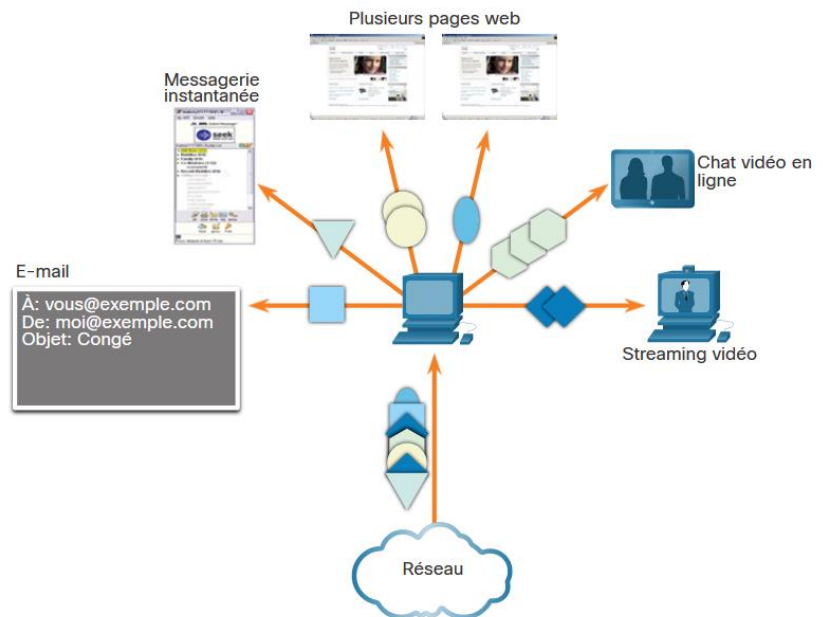 Plusieurs pages web
Messagerie
instantanée
seek
Chat vidéo en
ligne
E-mail
À: vous@exemple.com
De: moi@exemple.com
Objet: Congé
Streaming vidéo
Réseau